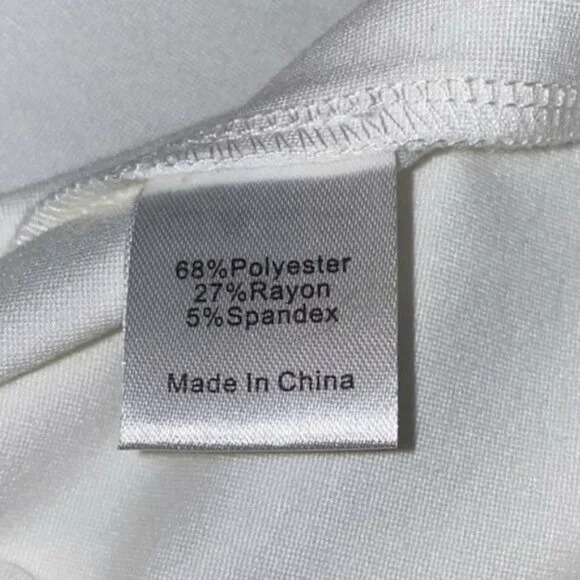 68%Polyester
27%Rayon
5%Spandex
Made In China